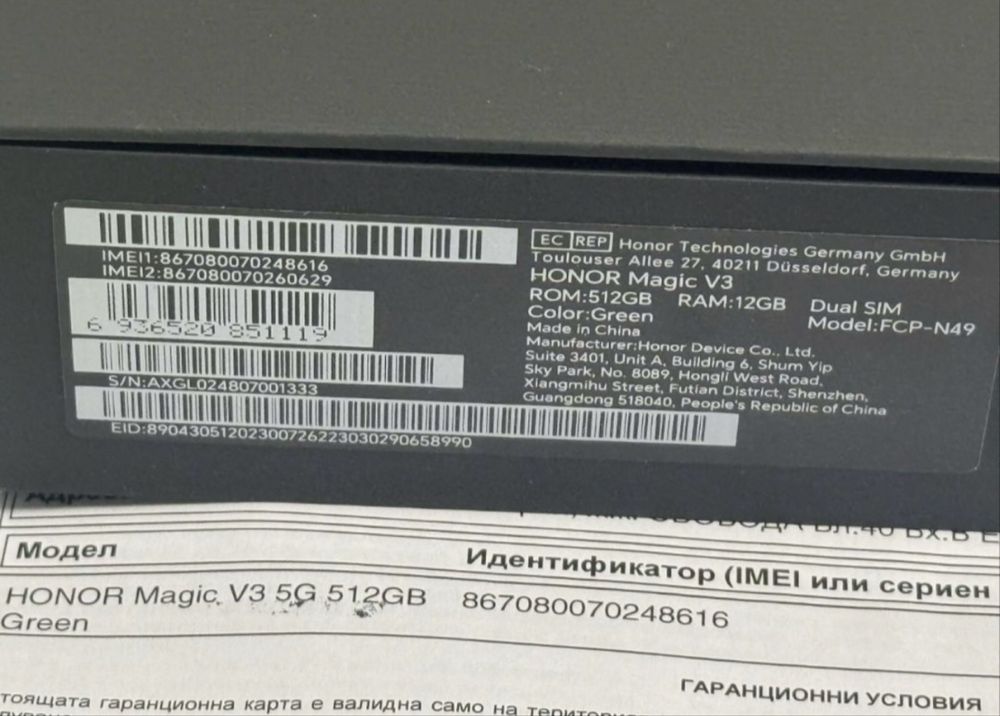 IMEI1:867080070248616
IMEI2:867080070260629
6 936520 851119
S/N:AXGL024807001333
EID:89043051202300726223030290658990
EC REP Honor Technologies Germany GmbH
Toulouser Allee 27, 40211 Düsseldorf, Germany
HONOR Magic V3
ROM:512GB RAM:12GB Dual SIM
Color:Green Model:FCP-N49
Made in China
Manufacturer:Honor Device Co., Ltd.
Suite 3401, Unit A, Building 6, Shum Yip
Sky Park, No. 8089, Hongli West Road,
Xiangmihu Street, Futian District, Shenzhen,
Guangdong 518040, People's Republic of China
СВОБОДА Бл.40 Вх.В
Модел Идентификатор (IMEI или сериен
HONOR Magic V3 5G 512GB 867080070248616
Green
ГАРАНЦИОННИ УСЛОВИЯ
тоящата гаранционна карта е валидна само на